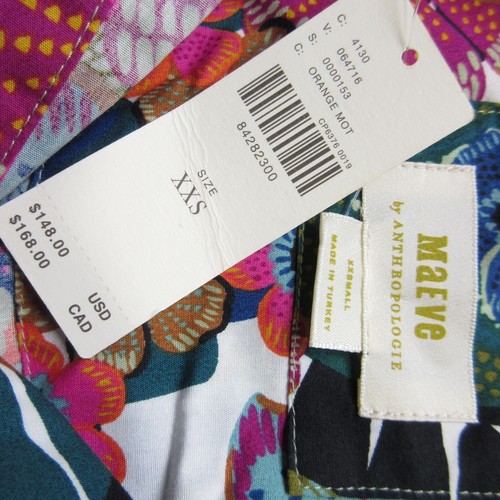 C: 4130
V: 064716
S: 0000153
C: ORANGE MOT
CP6376 0019
84282300
SIZE
XXS
$148.00 USD
$168.00 CAD
MAEVE
by ANTHROPOLOGIE
XXSMALL
MADE IN TURKEY